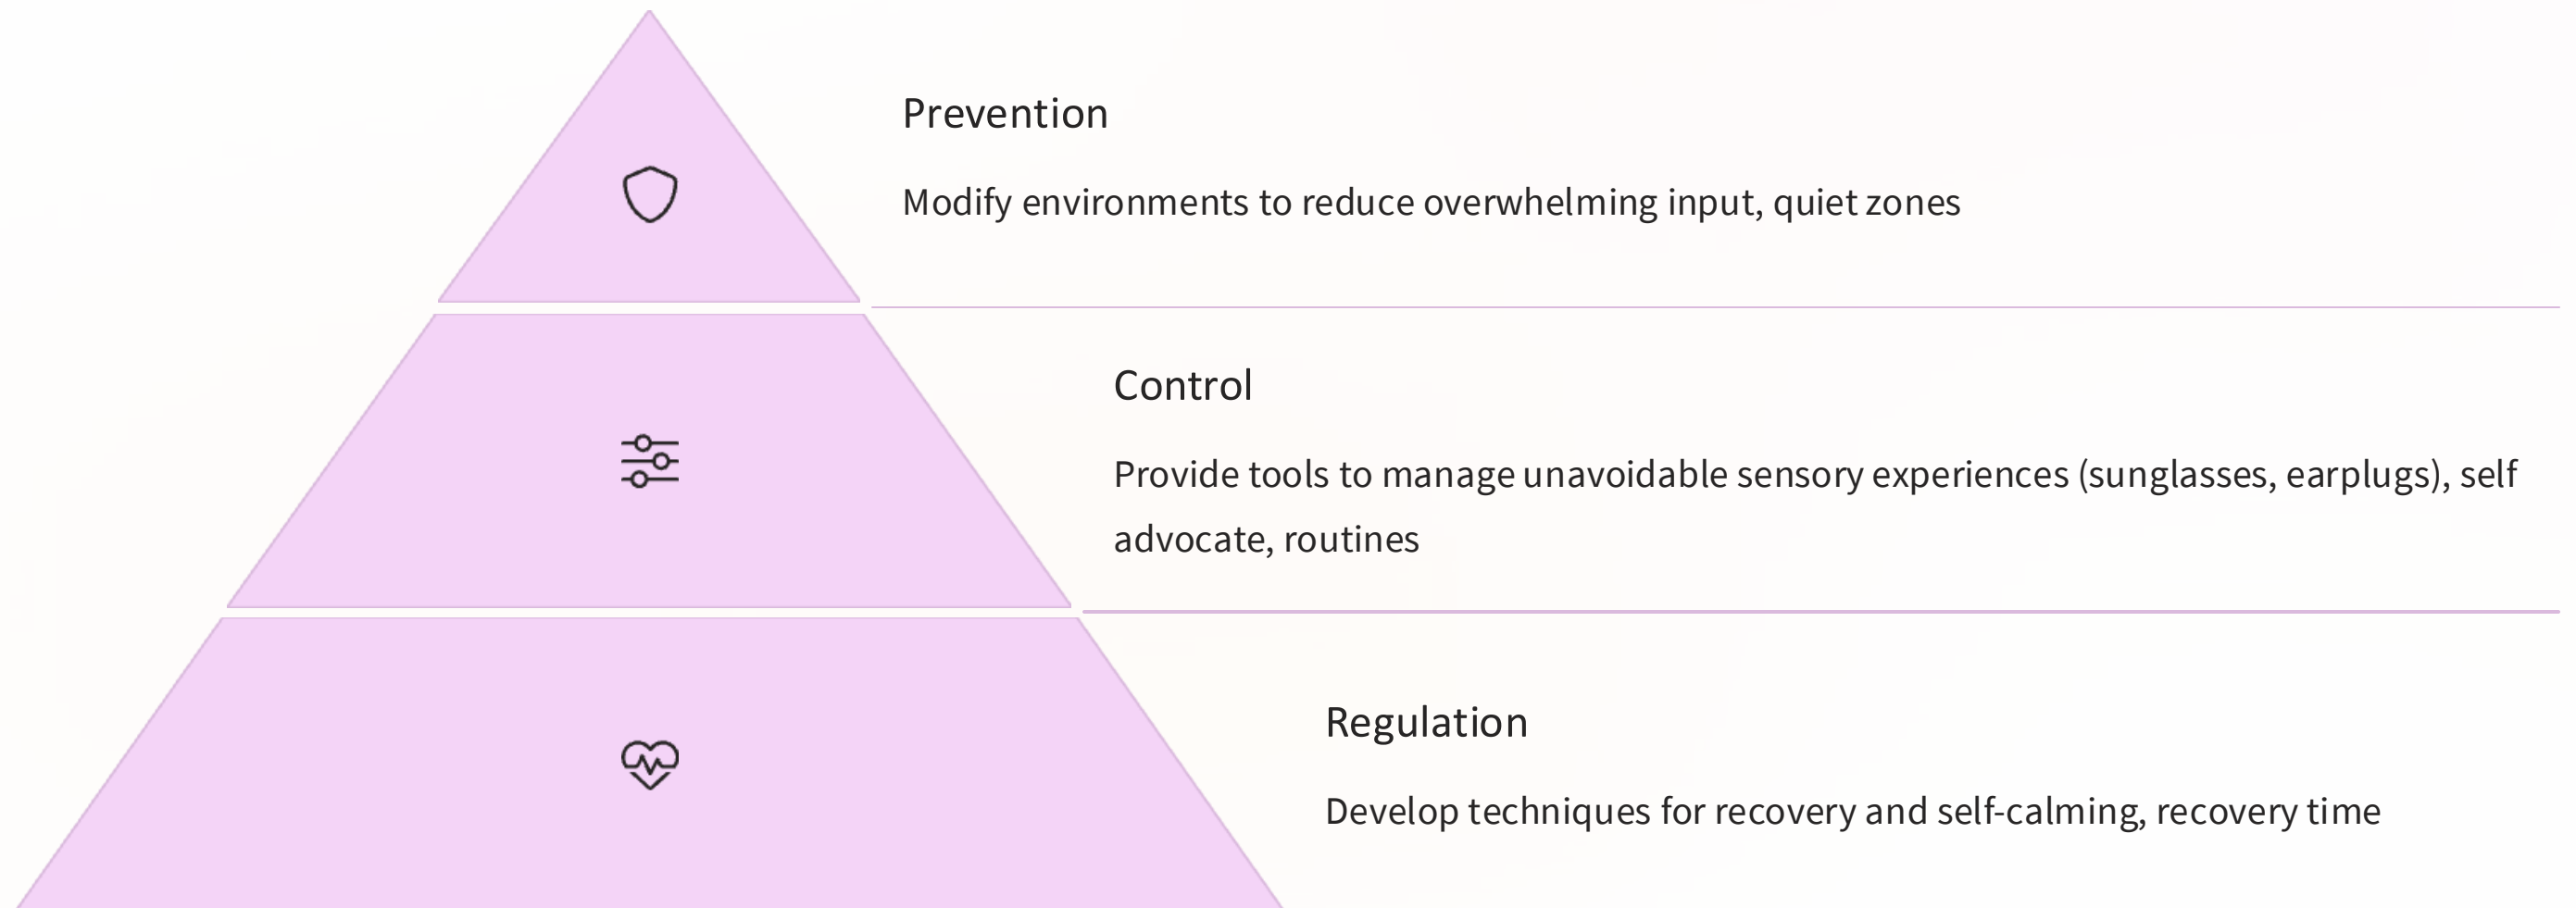 Prevention
Modify environments to reduce overwhelming input, quiet zones
Control
Provide tools to manage unavoidable sensory experiences (sunglasses, earplugs), self
advocate, routines
Regulation
Develop techniques for recovery and self-calming, recovery time